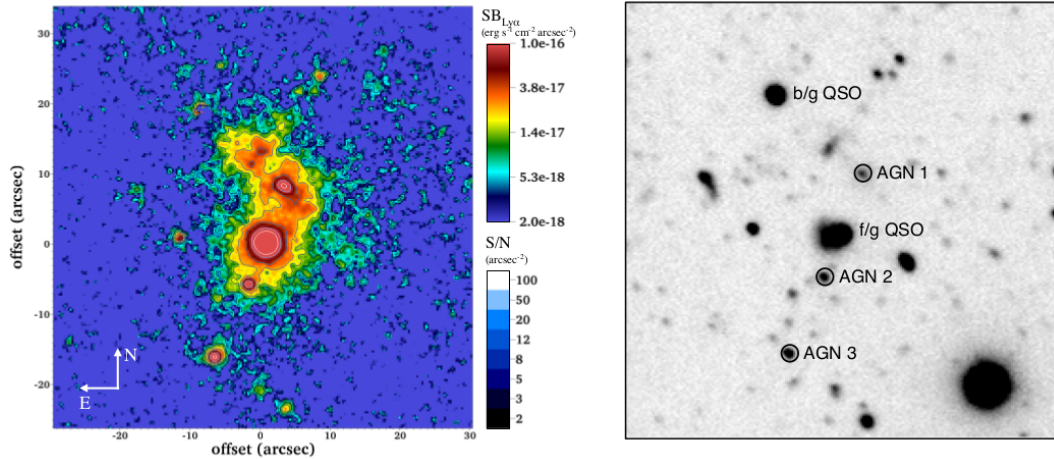 offset (arcsec)
30
20
10
0
-10
-20
N
E
-20
-10
0
10
20
30
offset (arcsec)
SB Lyα
(erg s⁻¹ cm⁻² arcsec⁻²)
1.0e-16
3.8e-17
1.4e-17
5.3e-18
2.0e-18
S/N
(arcsec⁻²)
100
50
20
12
8
5
3
2
b/g QSO
AGN 1
f/g QSO
AGN 2
AGN 3